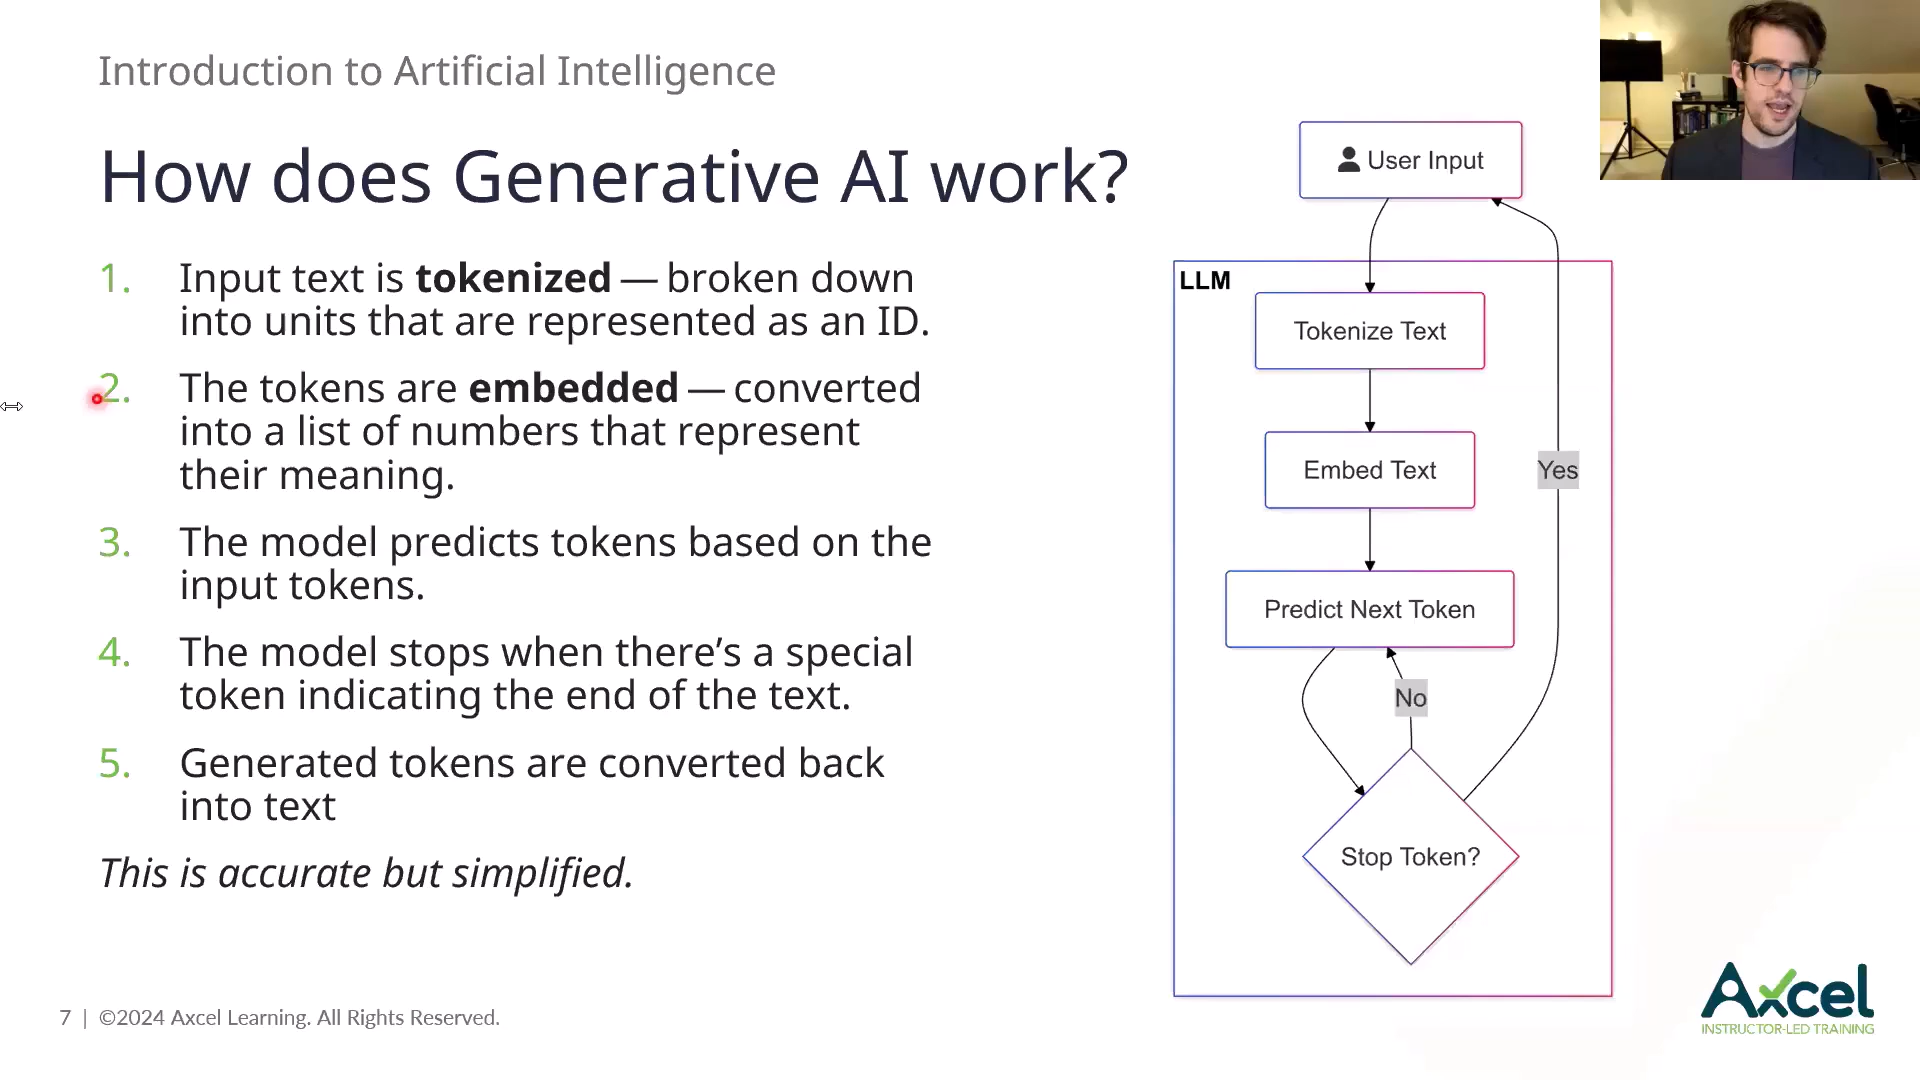 Introduction to Artificial Intelligence
How does Generative AI work?
1. Input text is tokenized — broken down
into units that are represented as an ID.
2. The tokens are embedded — converted
into a list of numbers that represent
their meaning.
3. The model predicts tokens based on the
input tokens.
4. The model stops when there’s a special
token indicating the end of the text.
5. Generated tokens are converted back
into text
This is accurate but simplified.
User Input
LLM
Tokenize Text
Embed Text
Yes
Predict Next Token
No
Stop Token?
7 | ©2024 Axcel Learning. All Rights Reserved.
Axcel
INSTRUCTOR-LED TRAINING